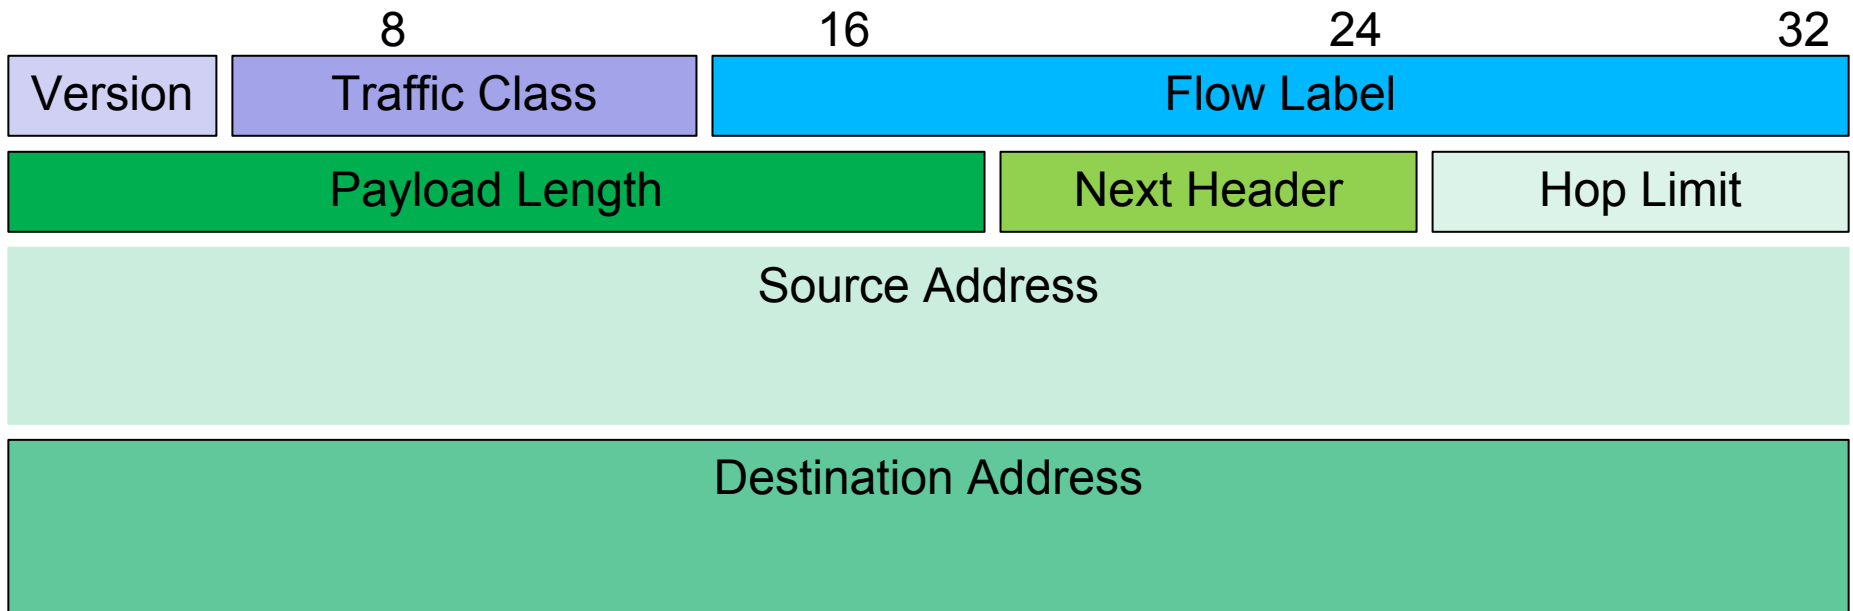 8 16 24 32
Version Traffic Class Flow Label
Payload Length Next Header Hop Limit
Source Address
Destination Address